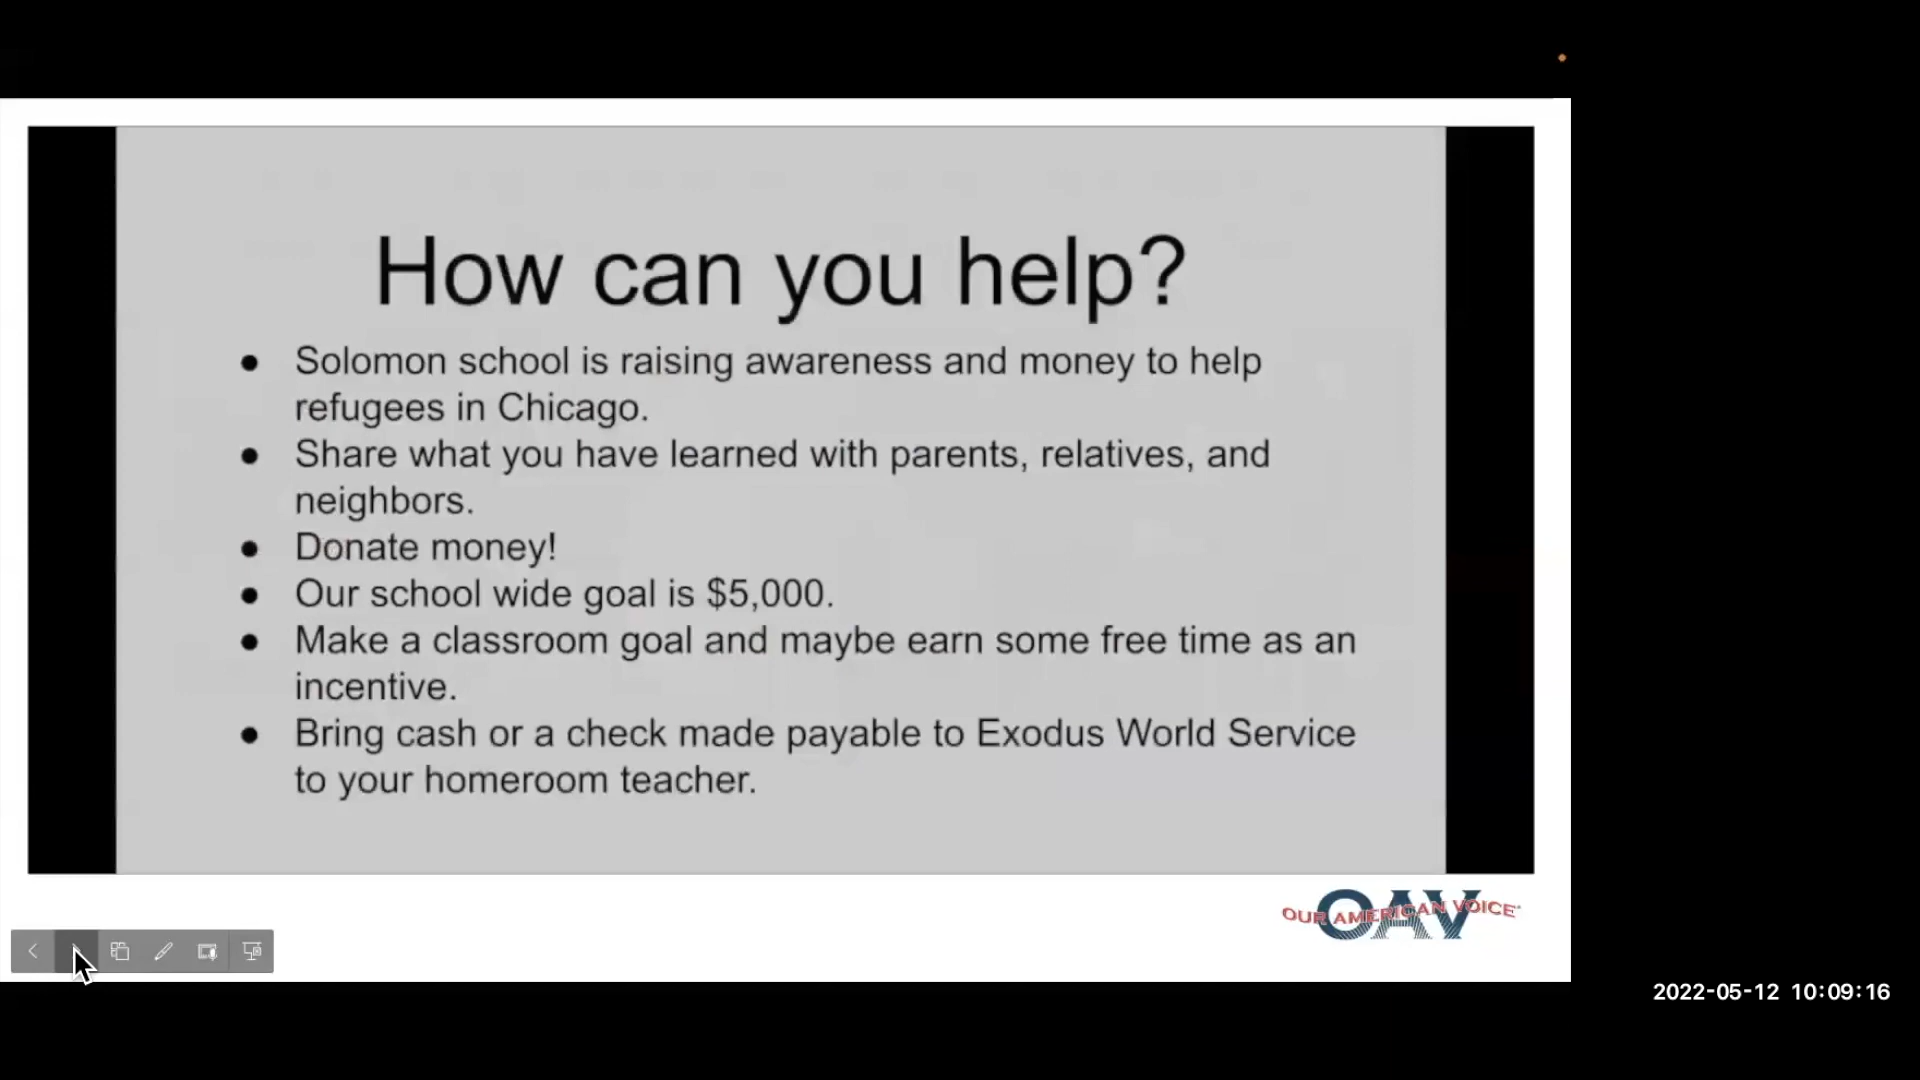 How can you help?
● Solomon school is raising awareness and money to help
refugees in Chicago.
● Share what you have learned with parents, relatives, and
neighbors.
● Donate money!
● Our school wide goal is $5,000.
● Make a classroom goal and maybe earn some free time as an
incentive.
● Bring cash or a check made payable to Exodus World Service
to your homeroom teacher.
OAV
OUR AMERICAN VOICE
2022-05-12 10:09:16